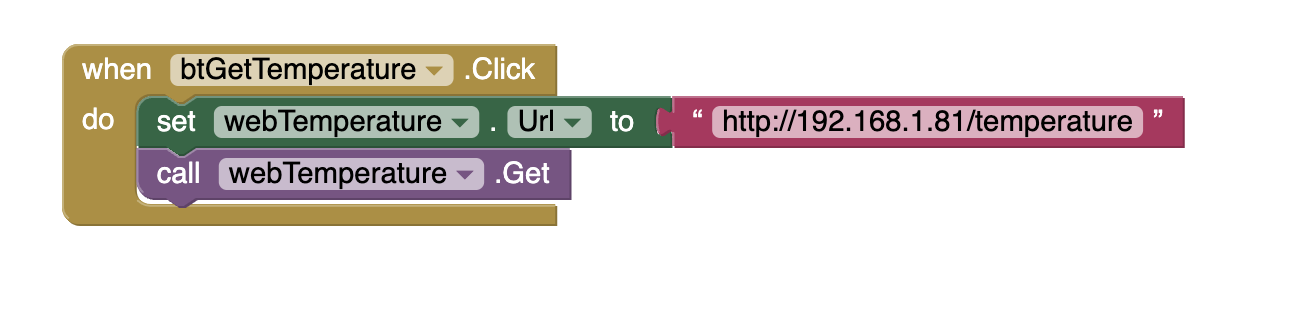 when btGetTemperature .Click
do set webTemperature . Url to “ http://192.168.1.81/temperature ”
call webTemperature .Get